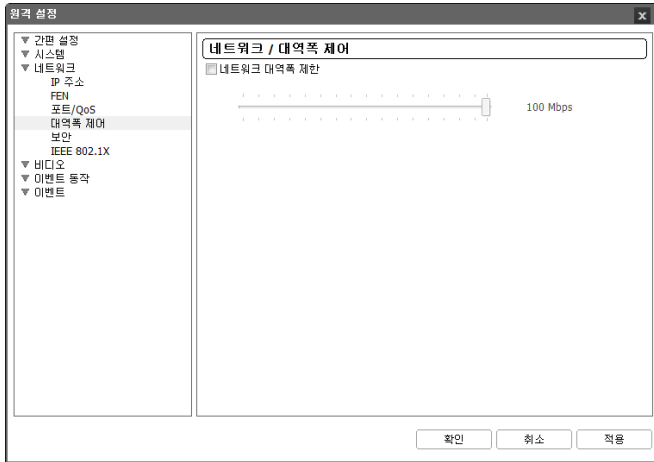 원격 설정
간편 설정
시스템
네트워크
IP 주소
FEN
포트/QoS
대역폭 제어
보안
IEEE 802.1X
비디오
이벤트 동작
이벤트
네트워크 / 대역폭 제어
네트워크 대역폭 제한
100 Mbps
확인
취소
적용